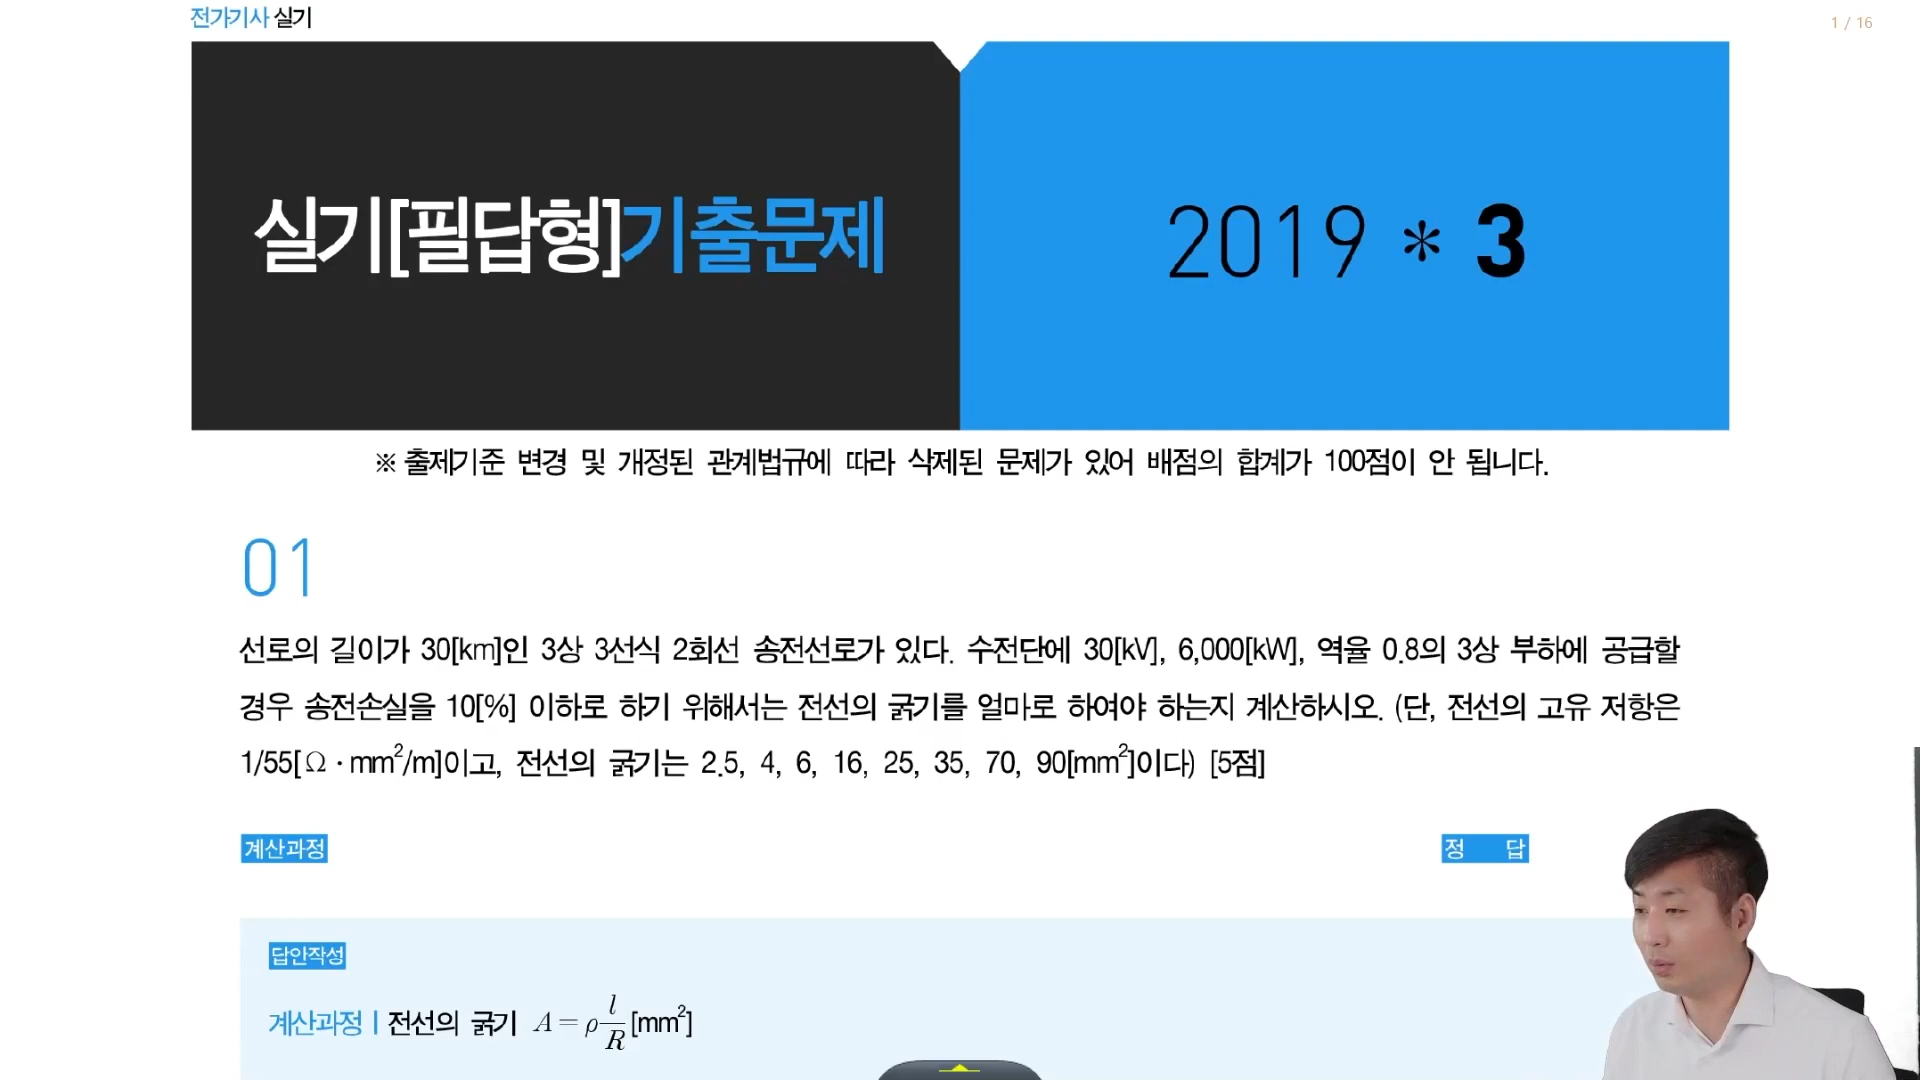 전가기사 실기
1 / 16
실기[필답형]기출문제
2019 * 3
※ 출제기준 변경 및 개정된 관계법규에 따라 삭제된 문제가 있어 배점의 합계가 100점이 안 됩니다.
01
선로의 길이가 30[km]인 3상 3선식 2회선 송전선로가 있다. 수전단에 30[kV], 6,000[kW], 역율 0.8의 3상 부하에 공급할
경우 송전손실을 10[%] 이하로 하기 위해서는 전선의 굵기를 얼마로 하여야 하는지 계산하시오. (단, 전선의 고유 저항은
1/55[Ω·mm²/m]이고, 전선의 굵기는 2.5, 4, 6, 16, 25, 35, 70, 90[mm²]이다) [5점]
계산과정 정 답
답안작성
계산과정 | 전선의 굵기 A = ρ l/R [mm²]